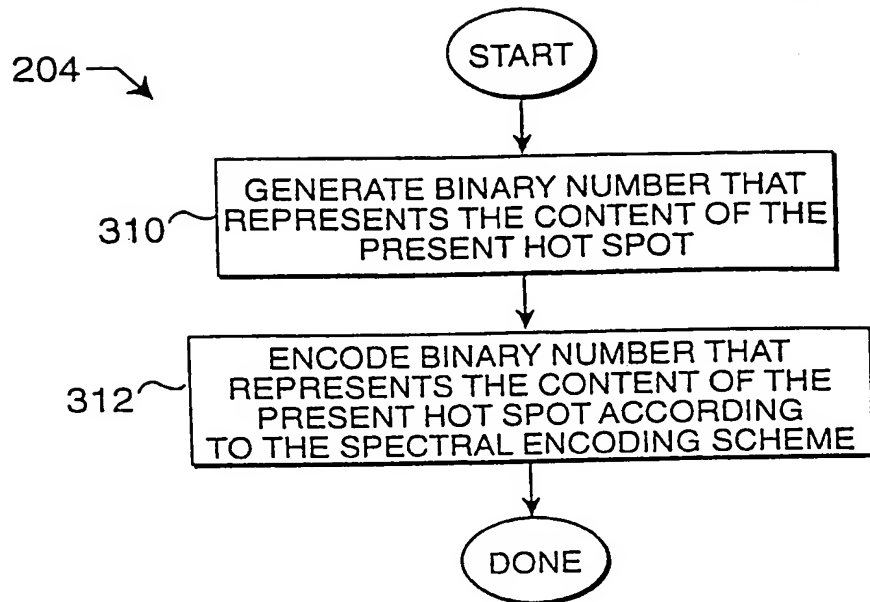 204
START
310
GENERATE BINARY NUMBER THAT
REPRESENTS THE CONTENT OF THE
PRESENT HOT SPOT
312
ENCODE BINARY NUMBER THAT
REPRESENTS THE CONTENT OF THE
PRESENT HOT SPOT ACCORDING
TO THE SPECTRAL ENCODING SCHEME
DONE